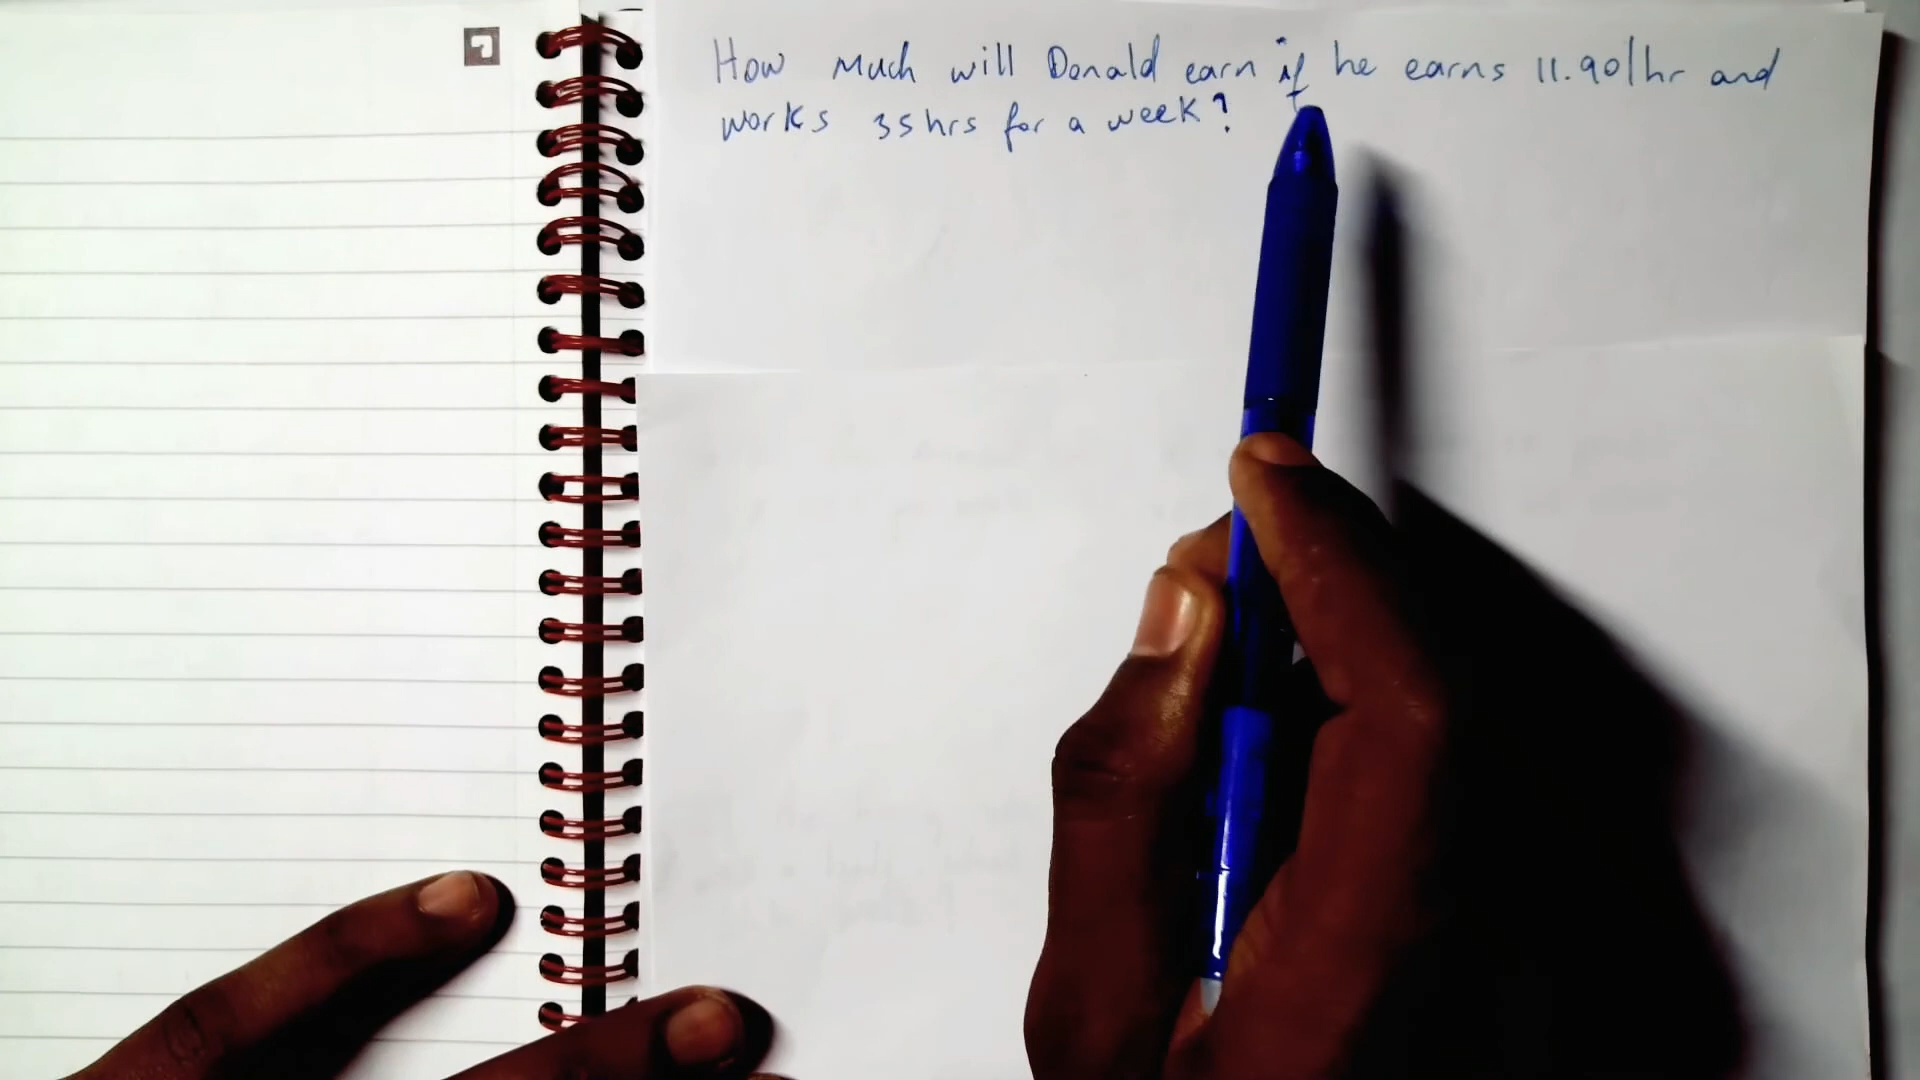 How much will Donald earn if he earns 11.90/hr and
works 35hrs for a week?